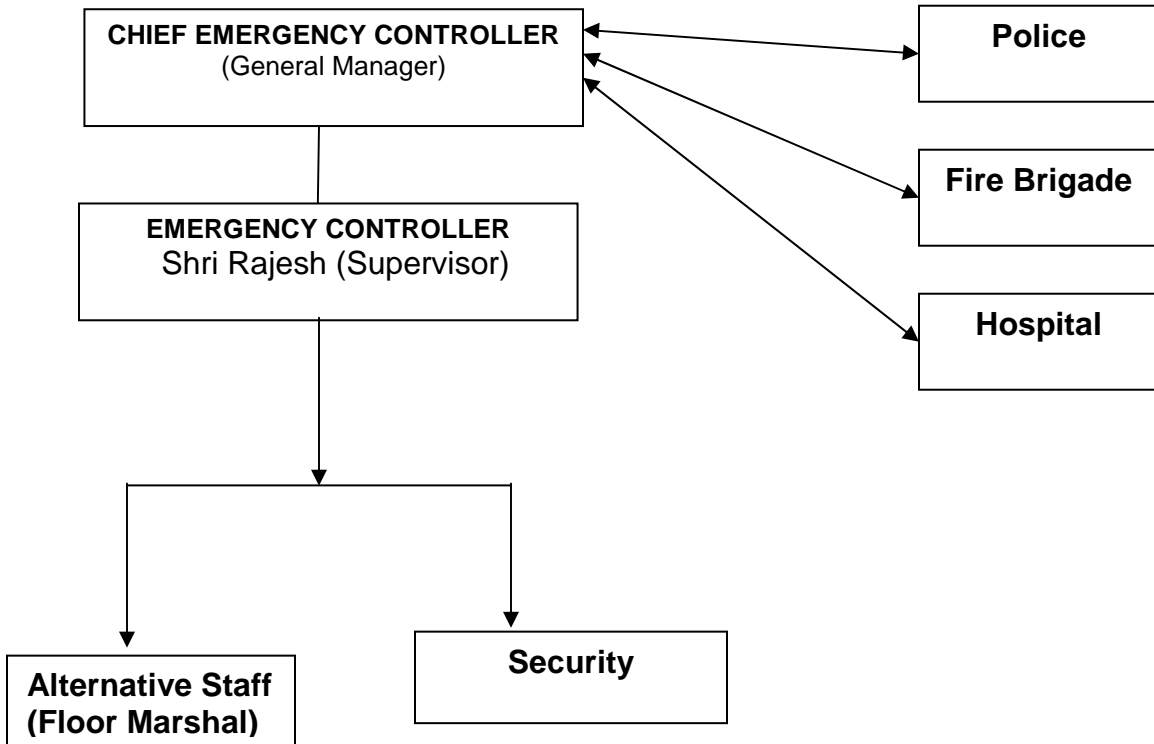 CHIEF EMERGENCY CONTROLLER
(General Manager)
Police
Fire Brigade
EMERGENCY CONTROLLER
Shri Rajesh (Supervisor)
Hospital
Alternative Staff
(Floor Marshal)
Security